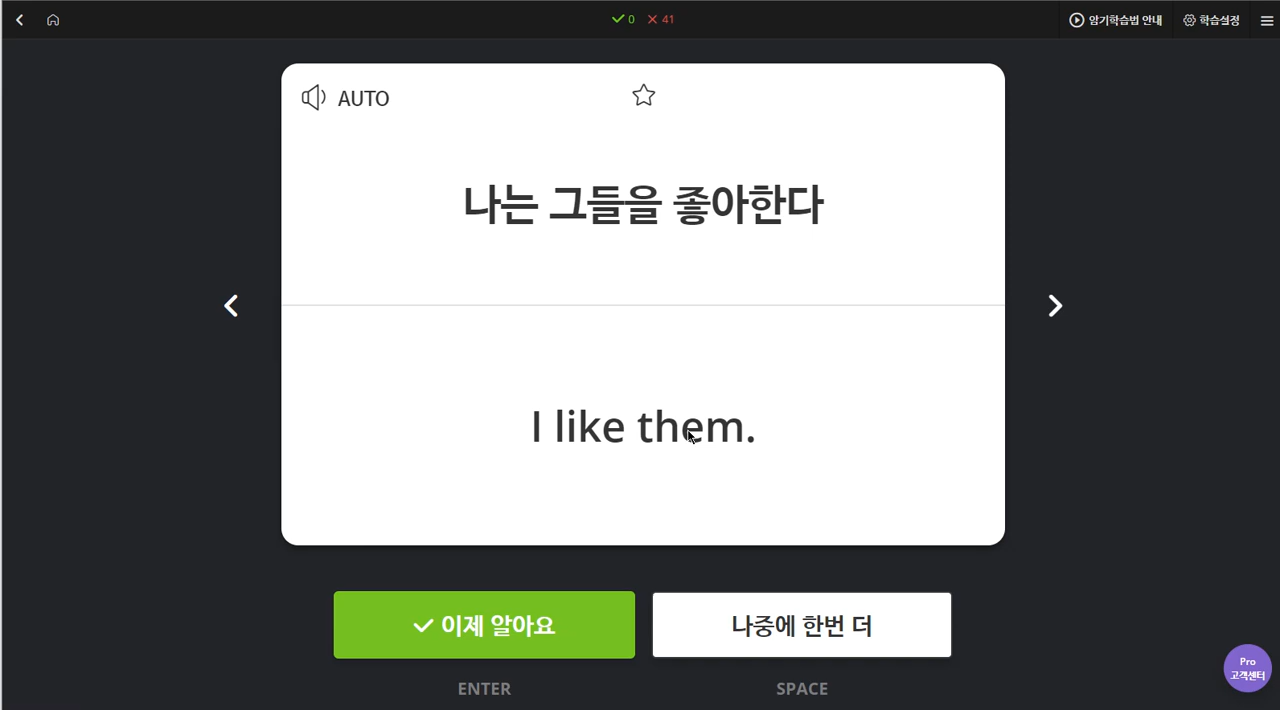 0 41 암기학습법 안내 학습설정
AUTO
나는 그들을 좋아한다
I like them.
이제 알아요 나중에 한번 더
ENTER SPACE
Pro
고객센터